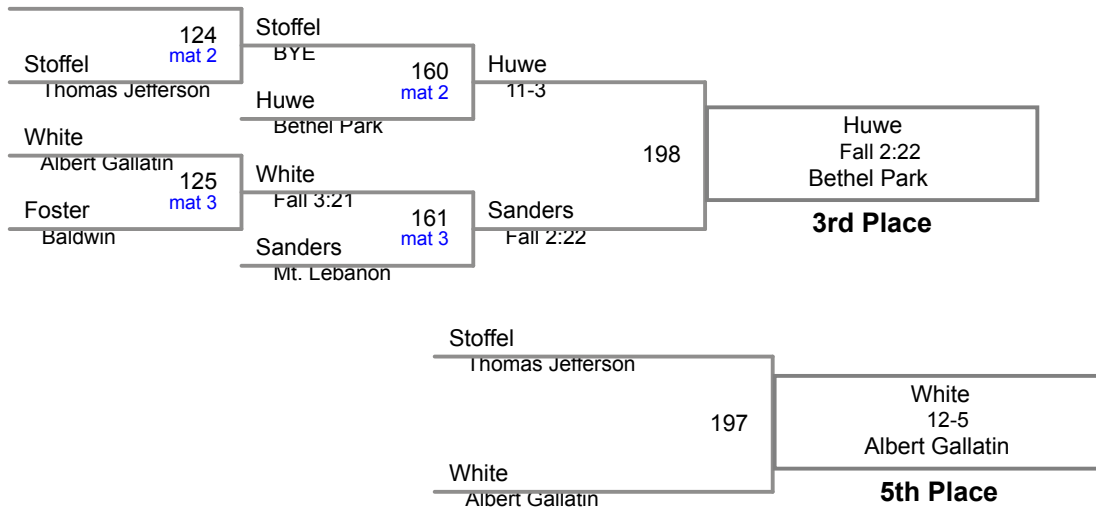 Stoffel
Thomas Jefferson
124
mat 2
White
Albert Gallatin
Foster
Baldwin
125
mat 3
Stoffel
BYE
Huwe
Bethel Park
160
mat 2
White
Fall 3:21
Sanders
Mt. Lebanon
161
mat 3
Huwe
11-3
Sanders
Fall 2:22
198
Huwe
Fall 2:22
Bethel Park
3rd Place
Stoffel
Thomas Jefferson
White
Albert Gallatin
197
White
12-5
Albert Gallatin
5th Place